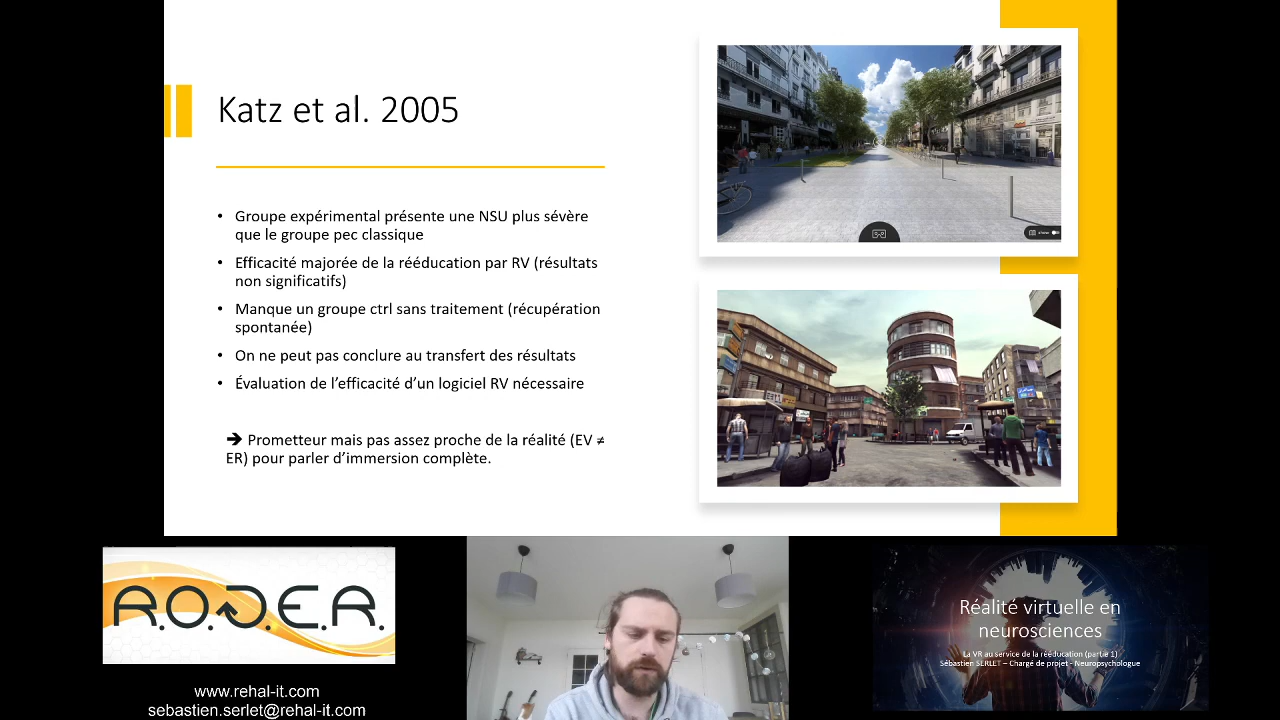 Katz et al. 2005
• Groupe expérimental présente une NSU plus sévère
que le groupe pec classique
• Efficacité majorée de la rééducation par RV (résultats
non significatifs)
• Manque un groupe ctrl sans traitement (récupération
spontanée)
• On ne peut pas conclure au transfert des résultats
• Évaluation de l’efficacité d’un logiciel RV nécessaire
➔ Prometteur mais pas assez proche de la réalité (EV ≠
ER) pour parler d’immersion complète.
R.O.G.E.R.
www.rehal-it.com
sebastien.serlet@rehal-it.com
Réalité virtuelle en
neurosciences
La VR au service de la rééducation (partie 1)
Sébastien SERLET – Chargé de projet - Neuropsychologue